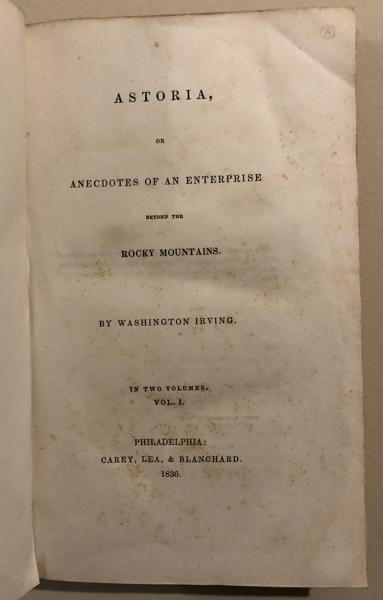 ASTORIA,
OR
ANECDOTES OF AN ENTERPRISE
BEYOND THE
ROCKY MOUNTAINS.
BY WASHINGTON IRVING.
IN TWO VOLUMES.
VOL. I.
PHILADELPHIA:
CAREY, LEA, & BLANCHARD.
1836.